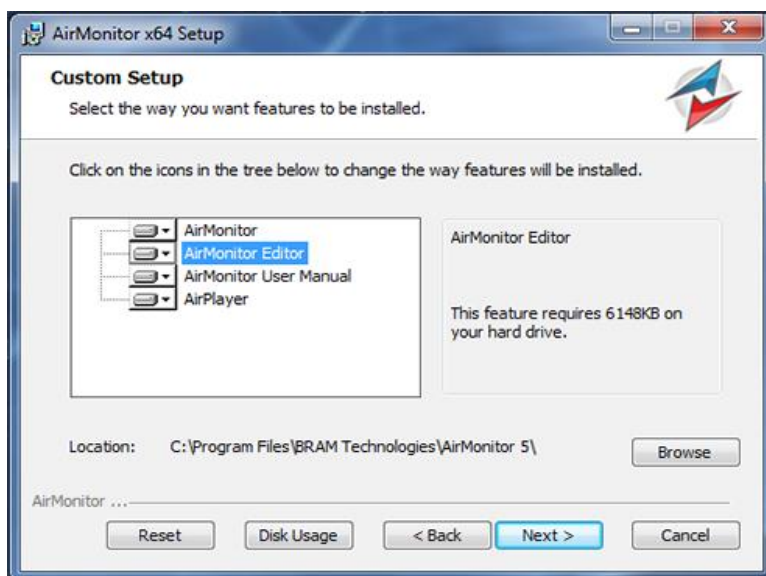 AirMonitor x64 Setup
Custom Setup
Select the way you want features to be installed.
Click on the icons in the tree below to change the way features will be installed.
AirMonitor
AirMonitor Editor
AirMonitor User Manual
AirPlayer
AirMonitor Editor
This feature requires 6148KB on
your hard drive.
Location: C:\Program Files\BRAM Technologies\AirMonitor 5\
Browse
AirMonitor ...
Reset Disk Usage < Back Next > Cancel